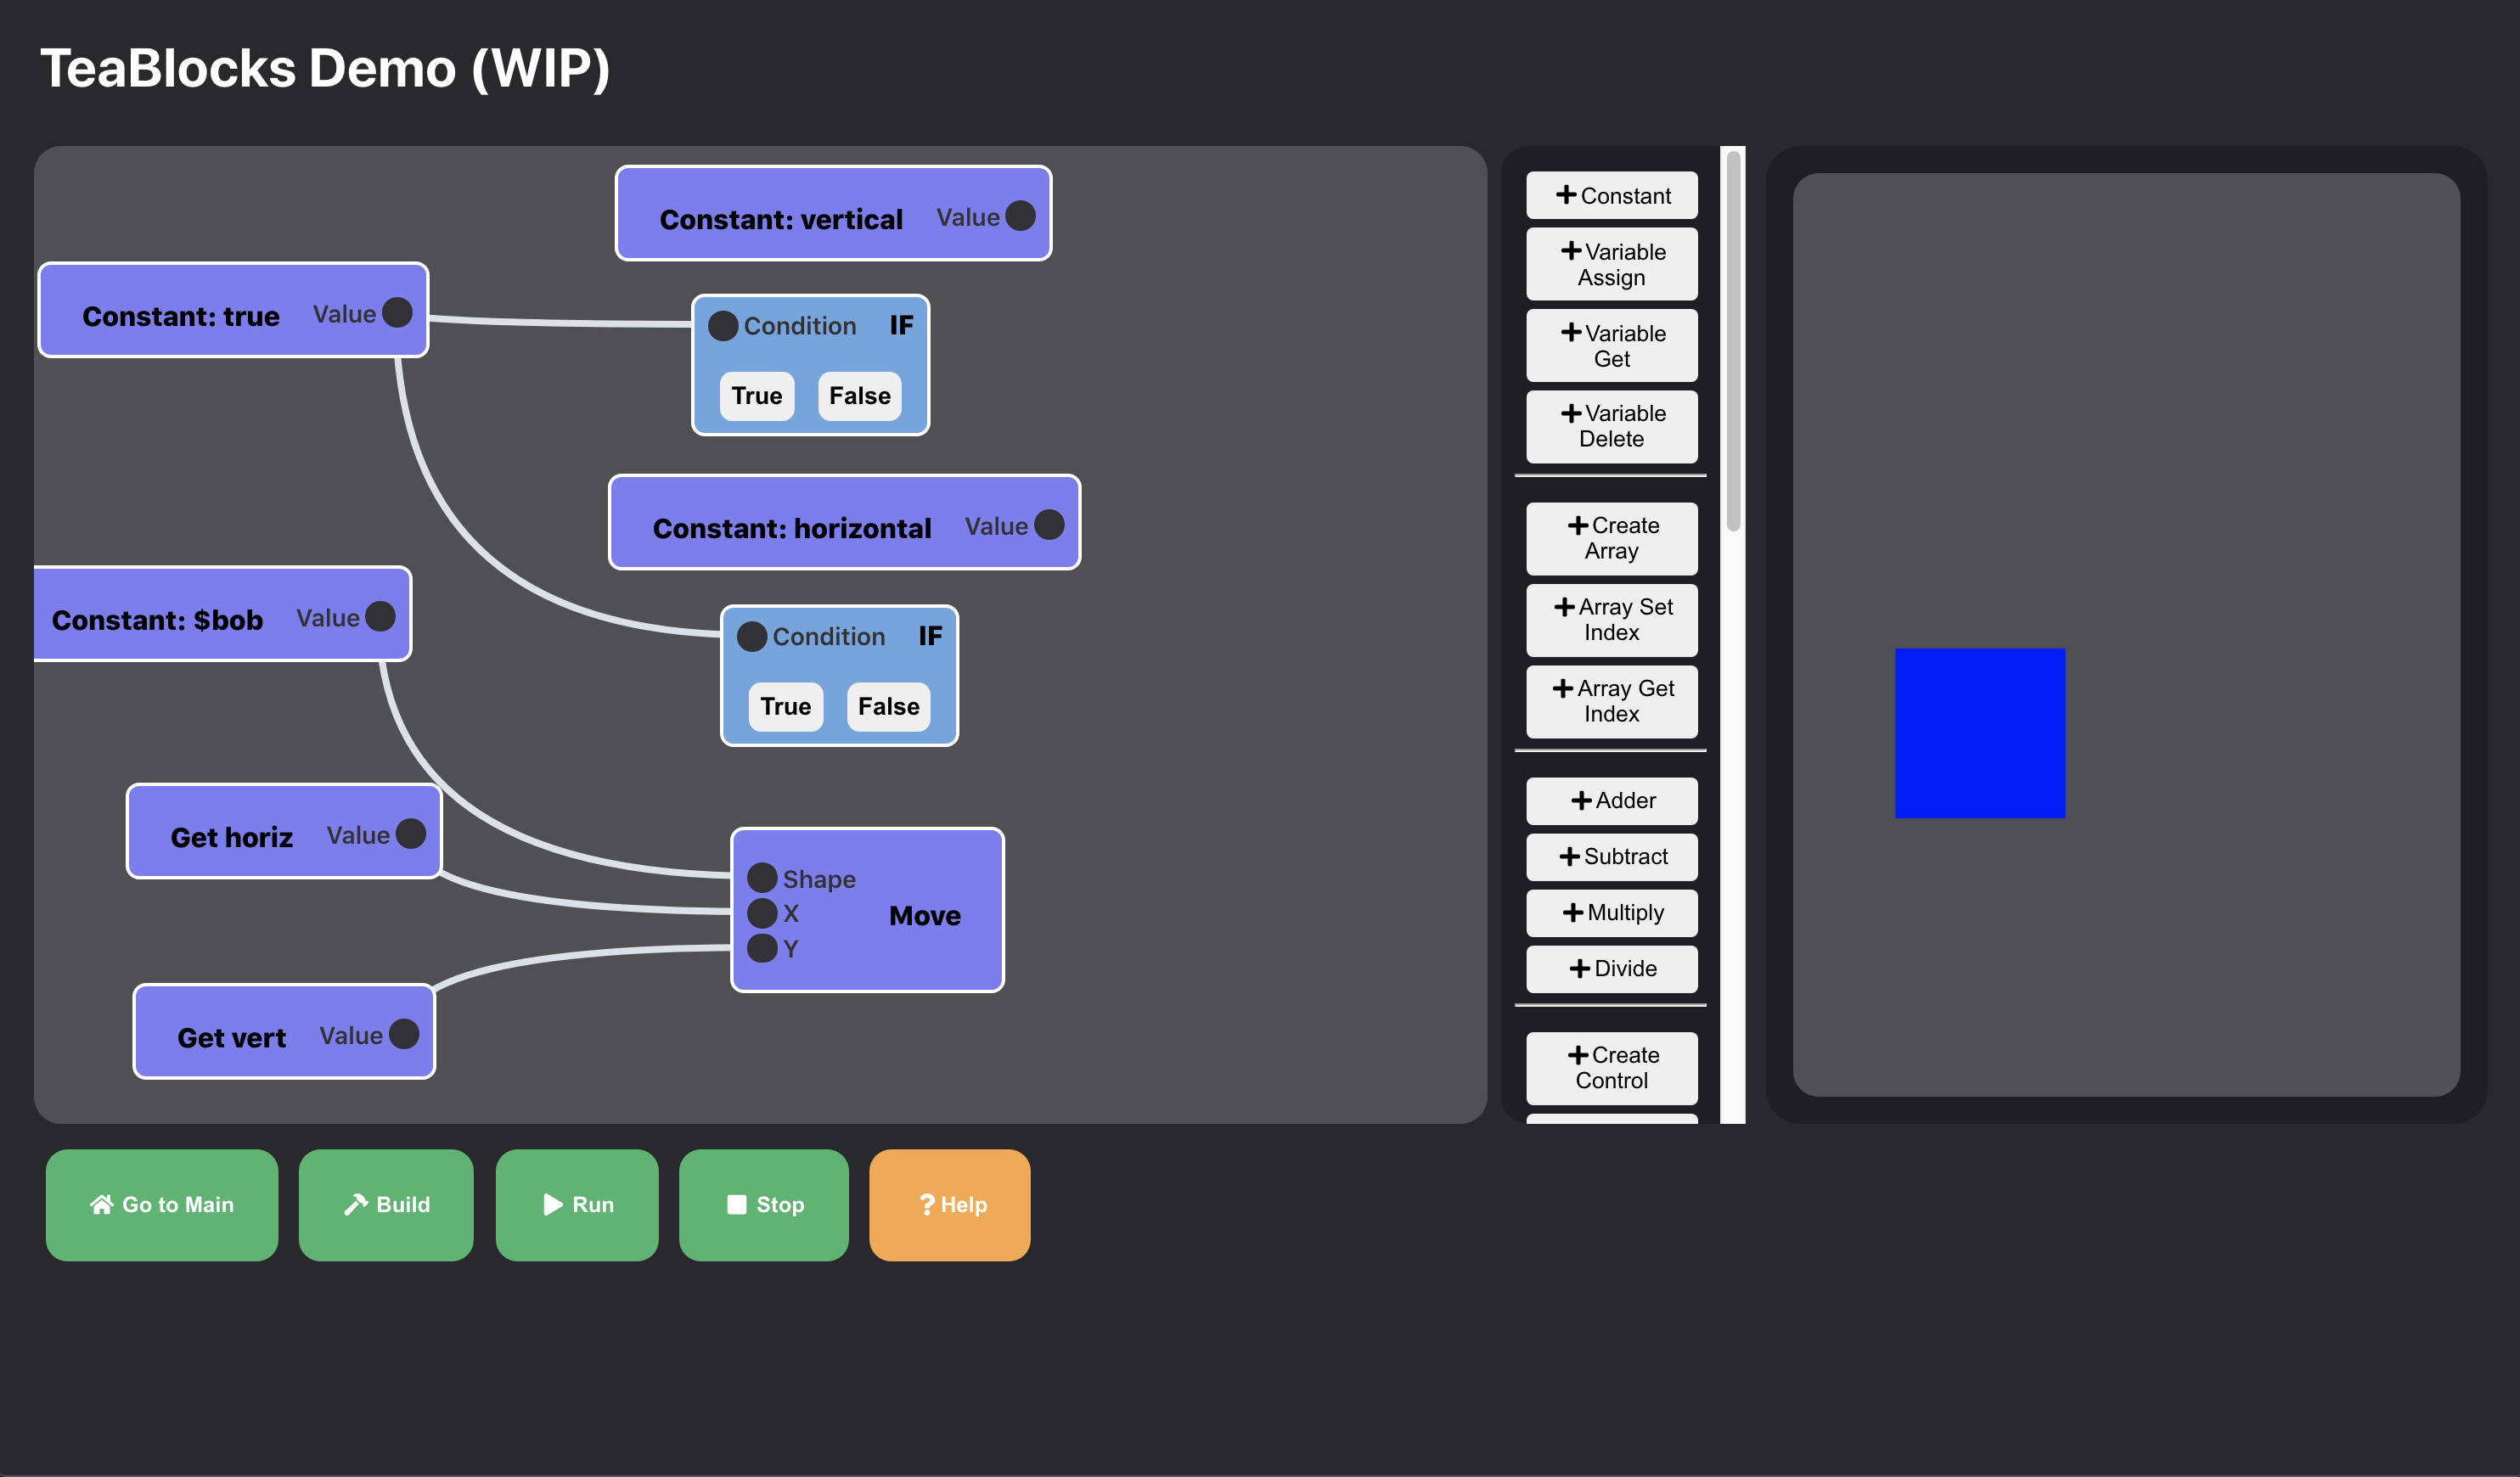 TeaBlocks Demo (WIP)
Constant: vertical Value
Constant: true Value
Condition IF
True False
Constant: horizontal Value
Constant: $bob Value
Condition IF
True False
Get horiz Value
Shape
X
Move
Y
Get vert Value
Constant
Variable
Assign
Variable
Get
Variable
Delete
Create
Array
Array Set
Index
Array Get
Index
Adder
Subtract
Multiply
Divide
Create
Control
Go to Main
Build
Run
Stop
? Help